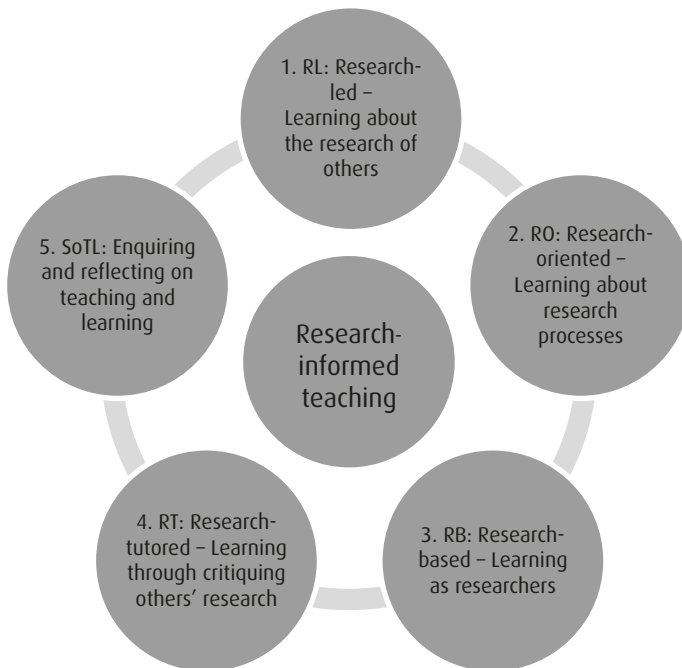 1. RL: Research-
led –
Learning about
the research of
others
2. RO: Research-
oriented –
Learning about
research
processes
3. RB: Research-
based – Learning
as researchers
4. RT: Research-
tutored – Learning
through critiquing
others’ research
5. SoTL: Enquiring
and reflecting on
teaching and
learning
Research-
informed
teaching